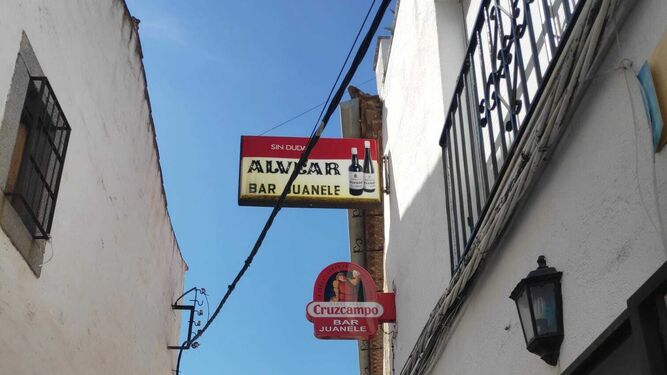 SIN DUDA
ALVEAR
BAR JUANELE
Cruzcampo
BAR
JUANELE